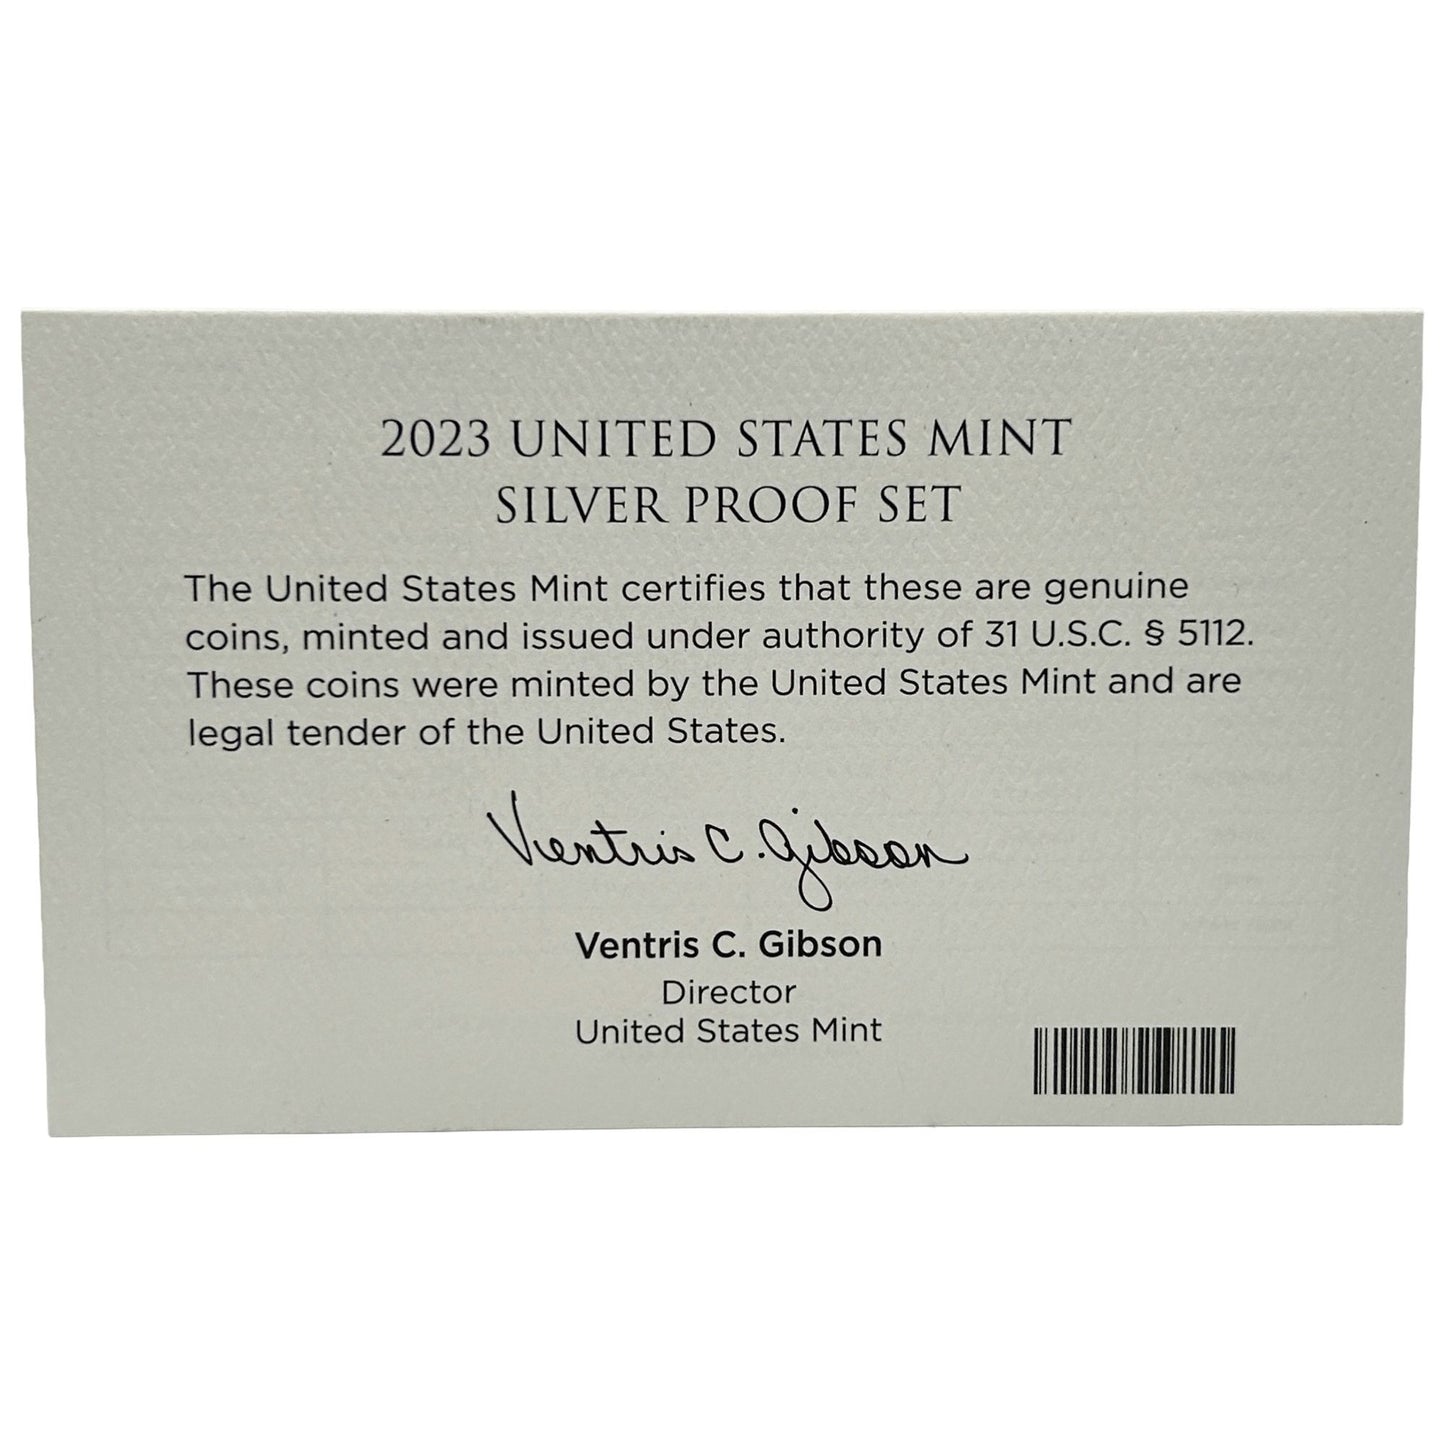 2023 UNITED STATES MINT
SILVER PROOF SET
The United States Mint certifies that these are genuine
coins, minted and issued under authority of 31 U.S.C. § 5112.
These coins were minted by the United States Mint and are
legal tender of the United States.
Ventris C. Gibson
Ventris C. Gibson
Director
United States Mint